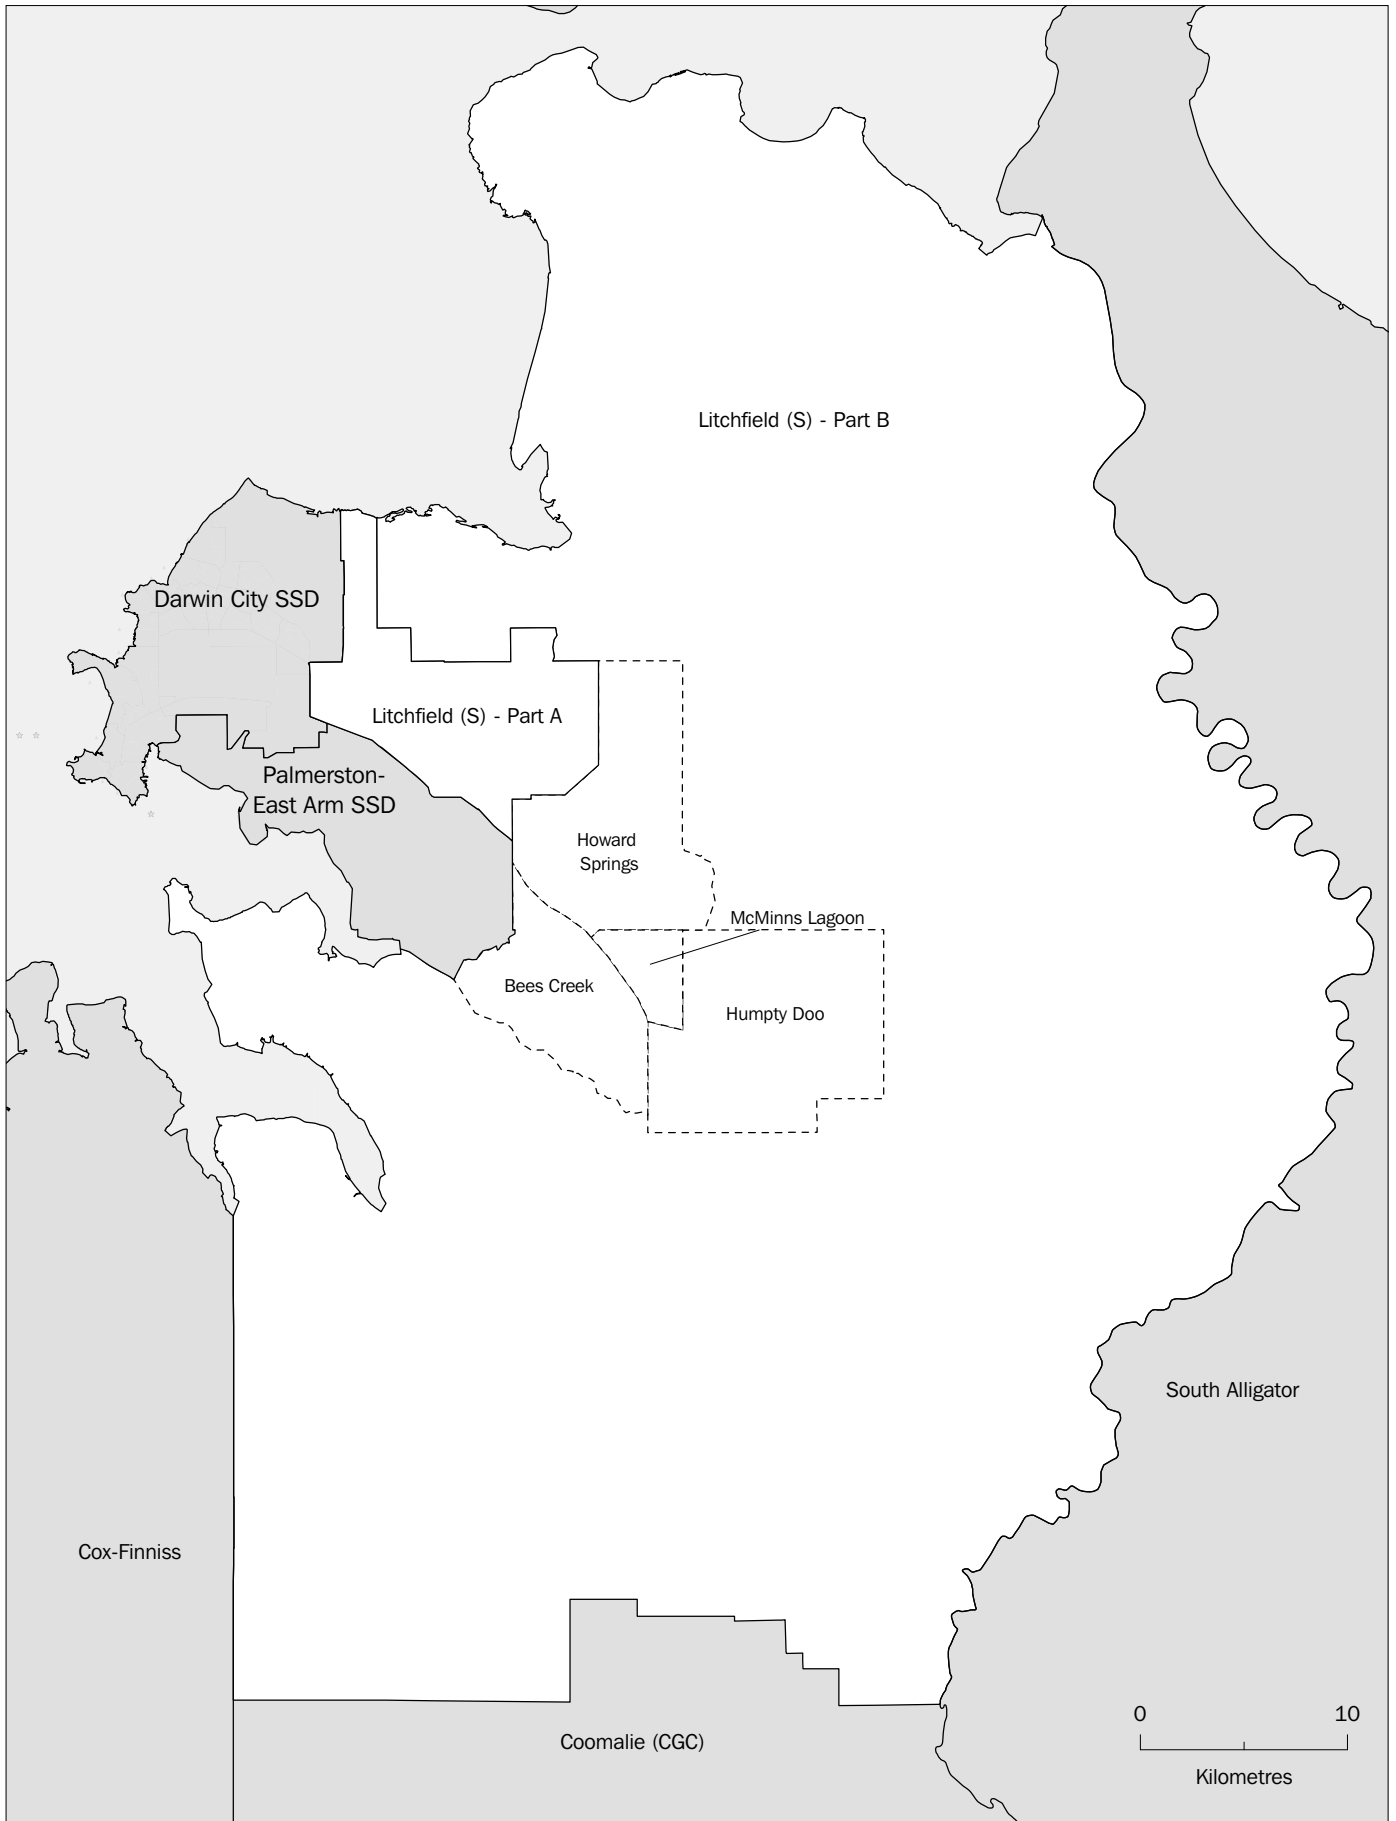 Litchfield (S) - Part B
Darwin City SSD
Litchfield (S) - Part A
Palmerston-
East Arm SSD
Howard
Springs
McMinns Lagoon
Bees Creek
Humpty Doo
South Alligator
Cox-Finniss
Coomalie (CGC)
0 10
Kilometres